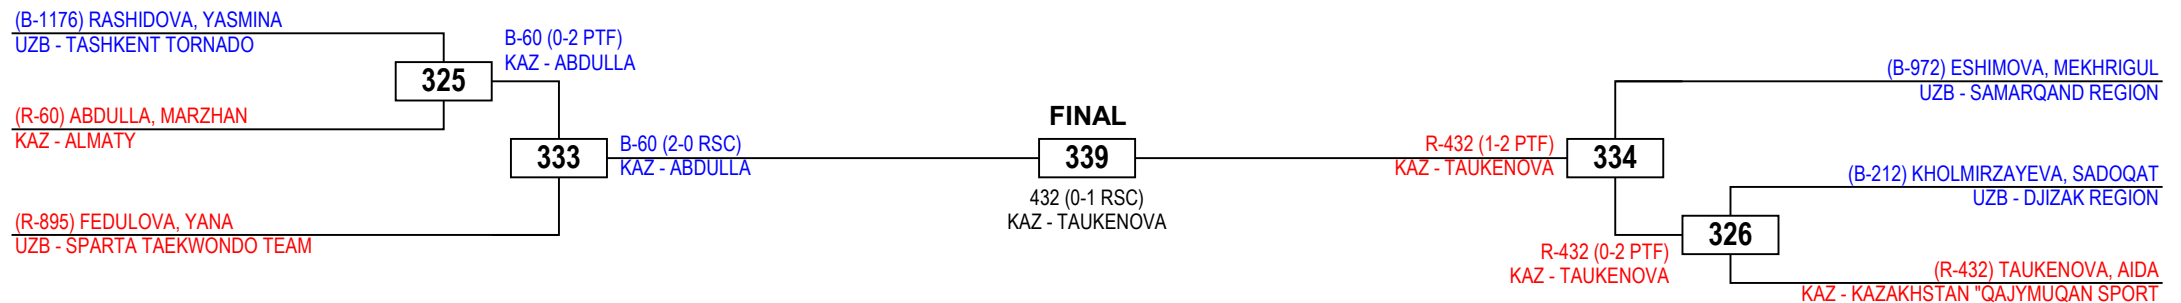 (B-1176) RASHIDOVA, YASMINA
UZB - TASHKENT TORNADO
325
(R-60) ABDULLA, MARZHAN
KAZ - ALMATY
B-60 (0-2 PTF)
KAZ - ABDULLA
333
(R-895) FEDULOVA, YANA
UZB - SPARTA TAEKWONDO TEAM
B-60 (2-0 RSC)
KAZ - ABDULLA
FINAL
339
432 (0-1 RSC)
KAZ - TAUKENOVA
R-432 (1-2 PTF)
KAZ - TAUKENOVA
334
(B-972) ESHIMOVA, MEKHRIGUL
UZB - SAMARQAND REGION
(B-212) KHOLMIRZAYEVA, SADOQAT
UZB - DJIZAK REGION
326
R-432 (0-2 PTF)
KAZ - TAUKENOVA
(R-432) TAUKENOVA, AIDA
KAZ - KAZAKHSTAN "QAJYMUQAN SPORT